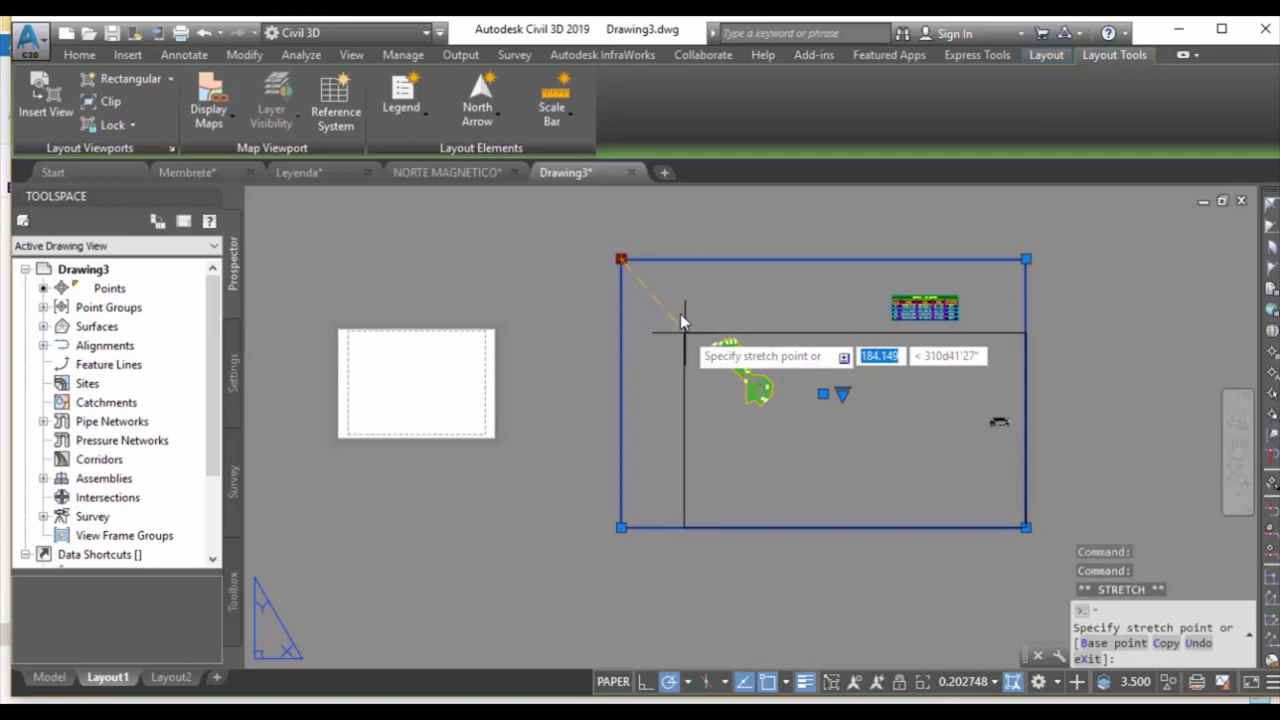 C3D
Civil 3D
Autodesk Civil 3D 2019 Drawing3.dwg
Type a keyword or phrase
Sign In
Home Insert Annotate Modify Analyze View Manage Output Survey Autodesk InfraWorks Collaborate Help Add-ins Featured Apps Express Tools Layout Layout Tools
Insert View
Rectangular
Clip
Lock
Display Maps
Layer Visibility
Reference System
Legend
North Arrow
Scale Bar
Layout Viewports
Map Viewport
Layout Elements
Start
Membrete*
Leyenda*
NORTE MAGNETICO*
Drawing3*
TOOLSPACE
Active Drawing View
Drawing3
Points
Point Groups
Surfaces
Alignments
Feature Lines
Sites
Catchments
Pipe Networks
Pressure Networks
Corridors
Assemblies
Intersections
Survey
View Frame Groups
Data Shortcuts []
Prospector
Settings
Survey
Toolbox
Specify stretch point or
184.149
< 310d41'27"
Y
X
Command:
Command:
** STRETCH **
Specify stretch point or
[Base point Copy Undo
eXit]:
Model
Layout1
Layout2
PAPER
0.202748
3.500